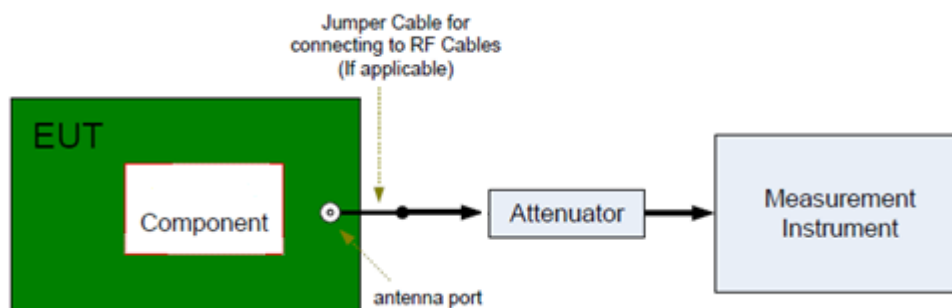 Jumper Cable for
connecting to RF Cables
(If applicable)
EUT
Component
Attenuator
Measurement
Instrument
antenna port